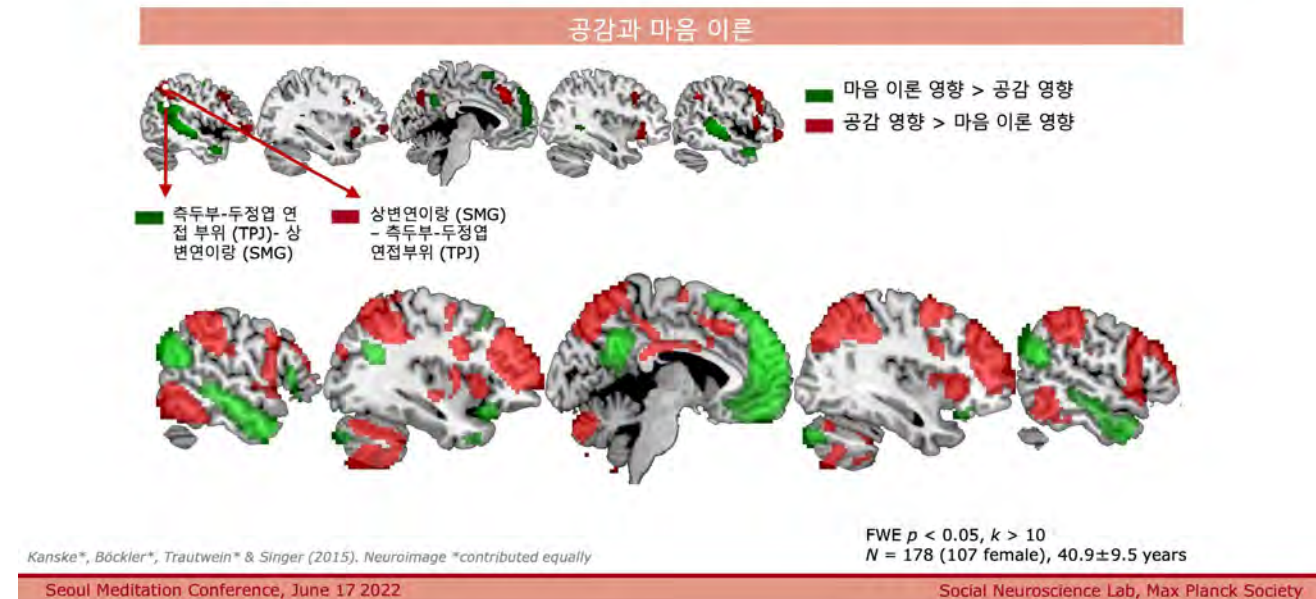 공감과 마음 이른
마음 이론 영향 > 공감 영향
공감 영향 > 마음 이론 영향
측두부-두정엽 연
접 부위 (TPJ)- 상
변연이랑 (SMG)
상변연이랑 (SMG)
– 측두부-두정엽
연접부위 (TPJ)
FWE p < 0.05, k > 10
N = 178 (107 female), 40.9±9.5 years
Kanske*, Böckler*, Trautwein* & Singer (2015). Neuroimage *contributed equally
Seoul Meditation Conference, June 17 2022
Social Neuroscience Lab, Max Planck Society